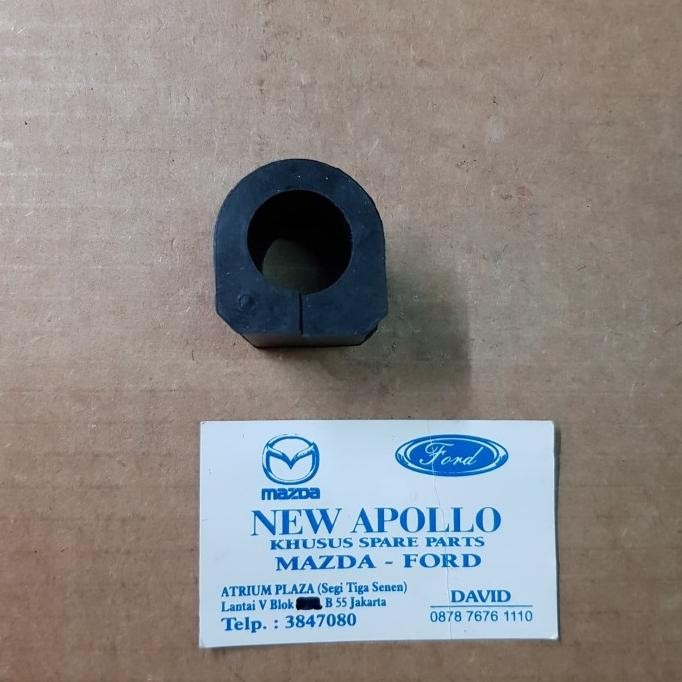 mazda
Ford
NEW APOLLO
KHUSUS SPARE PARTS
MAZDA - FORD
ATRIUM PLAZA (Segi Tiga Senen)
Lantai V Blok B 55 Jakarta
Telp. : 3847080
DAVID
0878 7676 1110